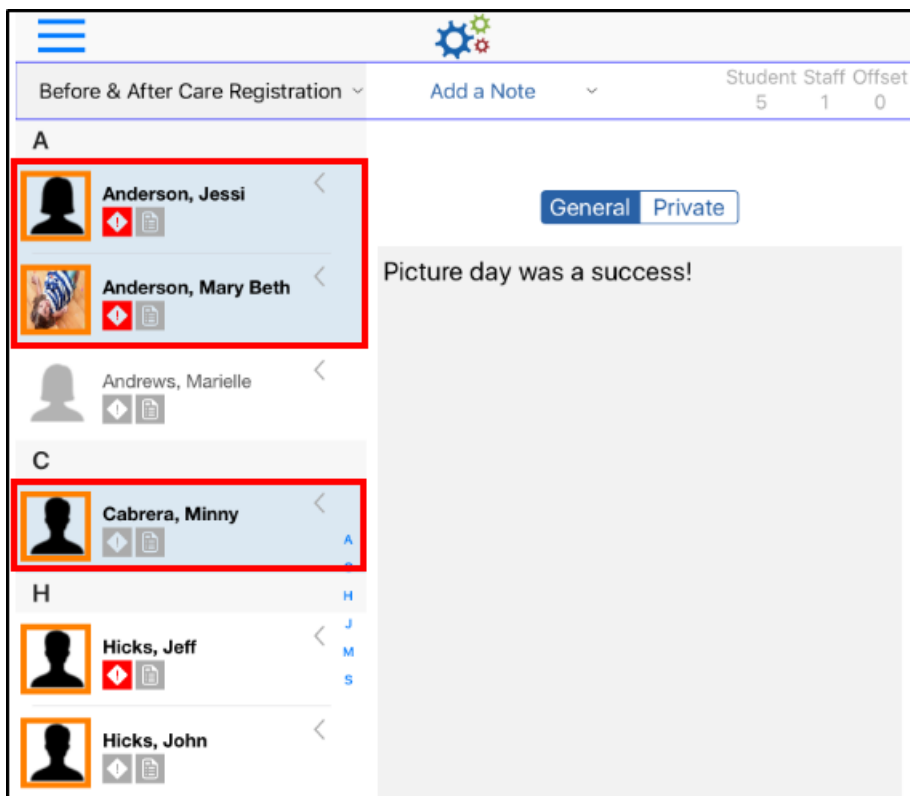 Before & After Care Registration
Add a Note
Student Staff Offset
5 1 0
A
Anderson, Jessi
Anderson, Mary Beth
Andrews, Marielle
C
Cabrera, Minny
H
Hicks, Jeff
Hicks, John
A
H
J
M
S
General Private
Picture day was a success!